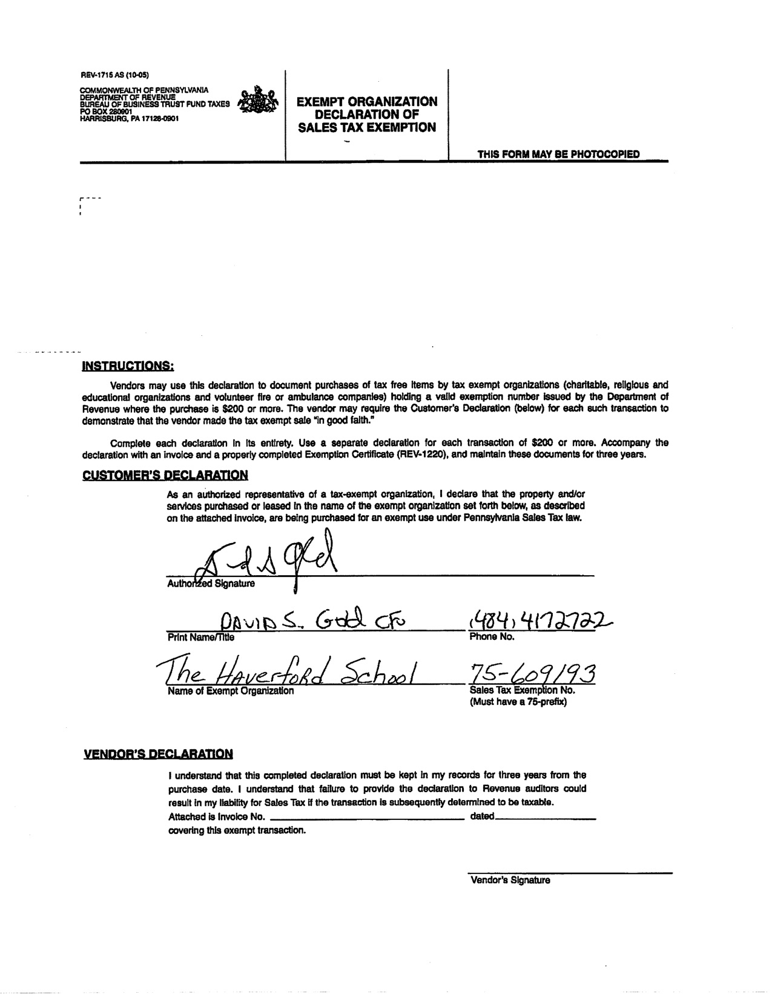 REV-1715 AS (10-05)
COMMONWEALTH OF PENNSYLVANIA
DEPARTMENT OF REVENUE
BUREAU OF BUSINESS TRUST FUND TAXES
PO BOX 280901
HARRISBURG, PA 17128-0901
EXEMPT ORGANIZATION
DECLARATION OF
SALES TAX EXEMPTION
THIS FORM MAY BE PHOTOCOPIED
INSTRUCTIONS:
Vendors may use this declaration to document purchases of tax free items by tax exempt organizations (charitable, religious and
educational organizations and volunteer fire or ambulance companies) holding a valid exemption number issued by the Department of
Revenue where the purchase is $200 or more. The vendor may require the Customer's Declaration (below) for each such transaction to
demonstrate that the vendor made the tax exempt sale "in good faith."
Complete each declaration in its entirety. Use a separate declaration for each transaction of $200 or more. Accompany the
declaration with an invoice and a properly completed Exemption Certificate (REV-1220), and maintain these documents for three years.
CUSTOMER'S DECLARATION
As an authorized representative of a tax-exempt organization, I declare that the property and/or
services purchased or leased in the name of the exempt organization set forth below, as described
on the attached invoice, are being purchased for an exempt use under Pennsylvania Sales Tax law.
Authorized Signature
DAVID S. Gold CFO (484) 4172722
Print Name/Title Phone No.
The Haverford School 75-609193
Name of Exempt Organization Sales Tax Exemption No.
(Must have a 75-prefix)
VENDOR'S DECLARATION
I understand that this completed declaration must be kept in my records for three years from the
purchase date. I understand that failure to provide the declaration to Revenue auditors could
result in my liability for Sales Tax if the transaction is subsequently determined to be taxable.
Attached is Invoice No. dated
covering this exempt transaction.
Vendor's Signature